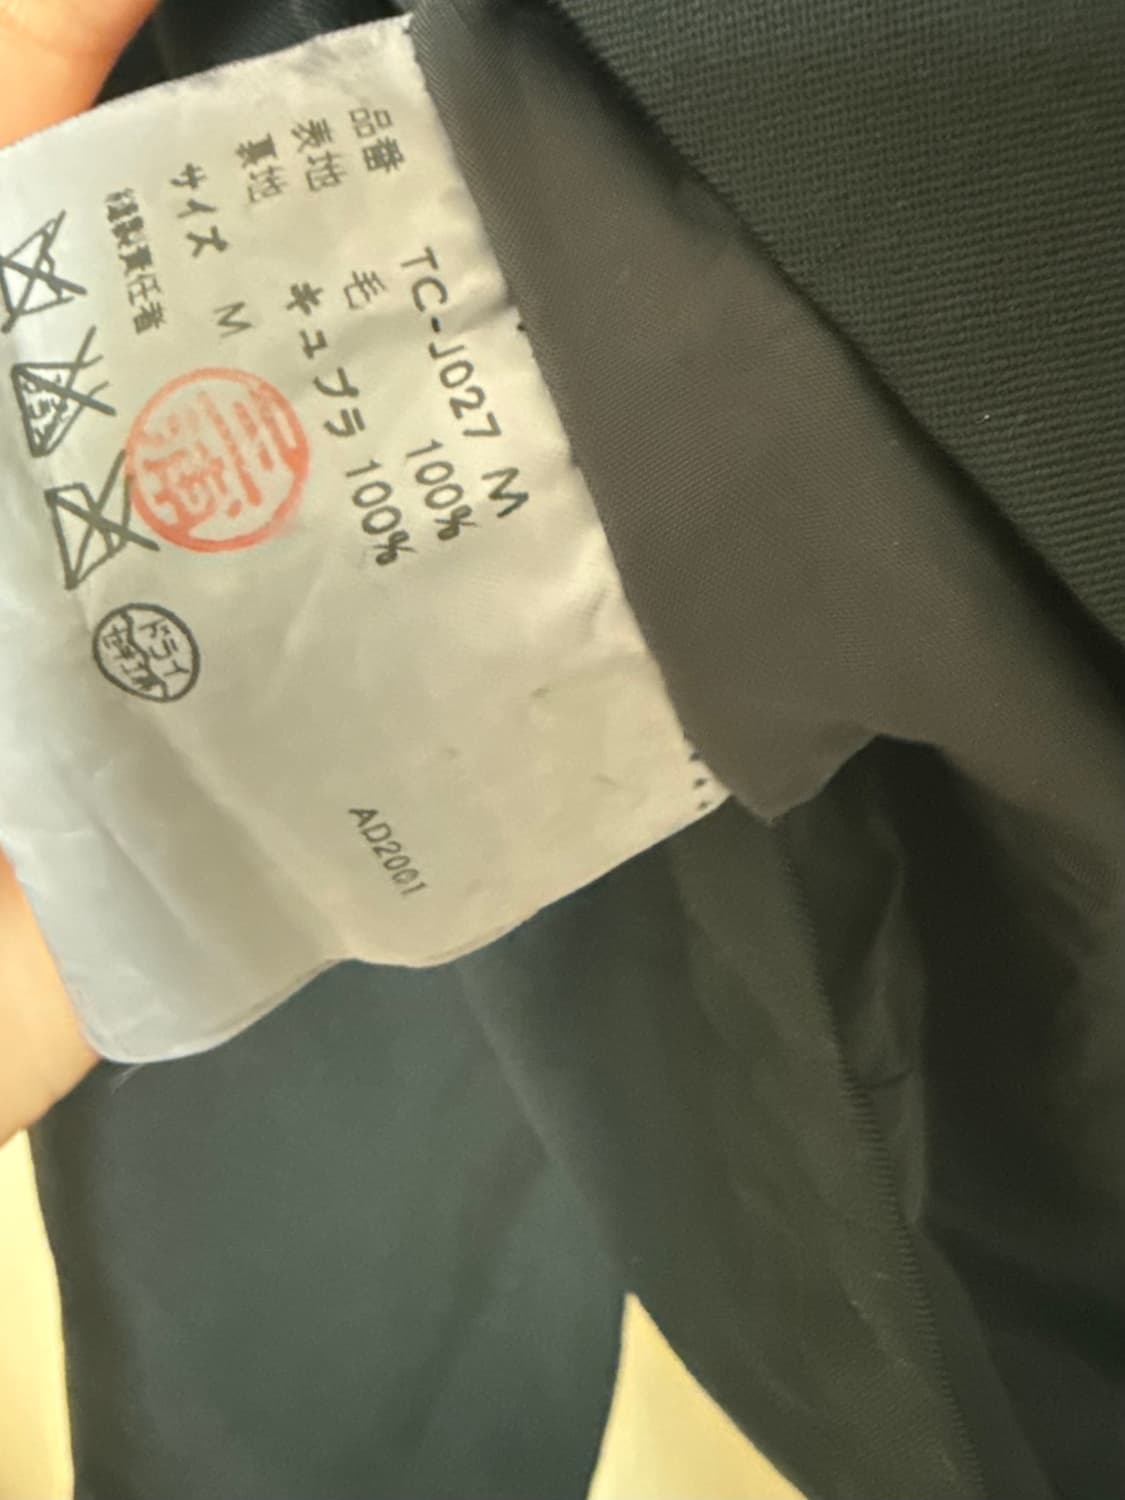 品番 TC-J027 M
表地 毛 100%
裏地 キュプラ 100%
サイズ M
縫製責任者
ドライ
AD2001